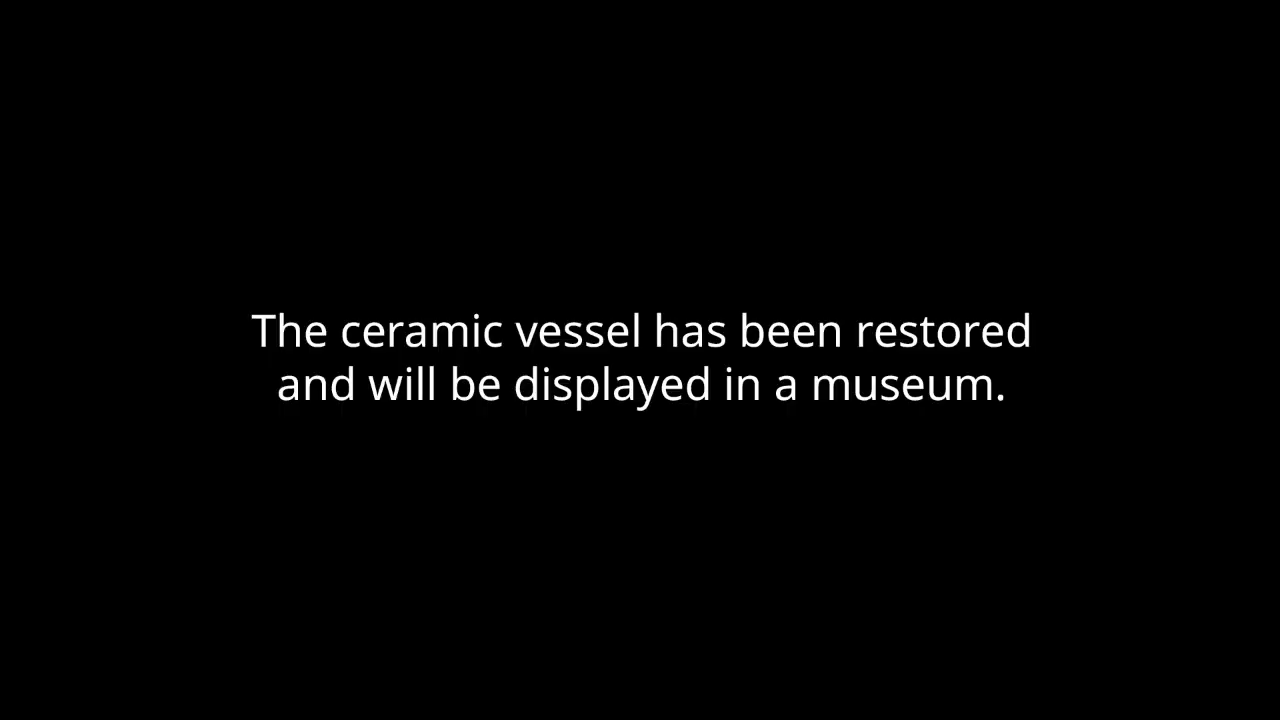 The ceramic vessel has been restored
and will be displayed in a museum.